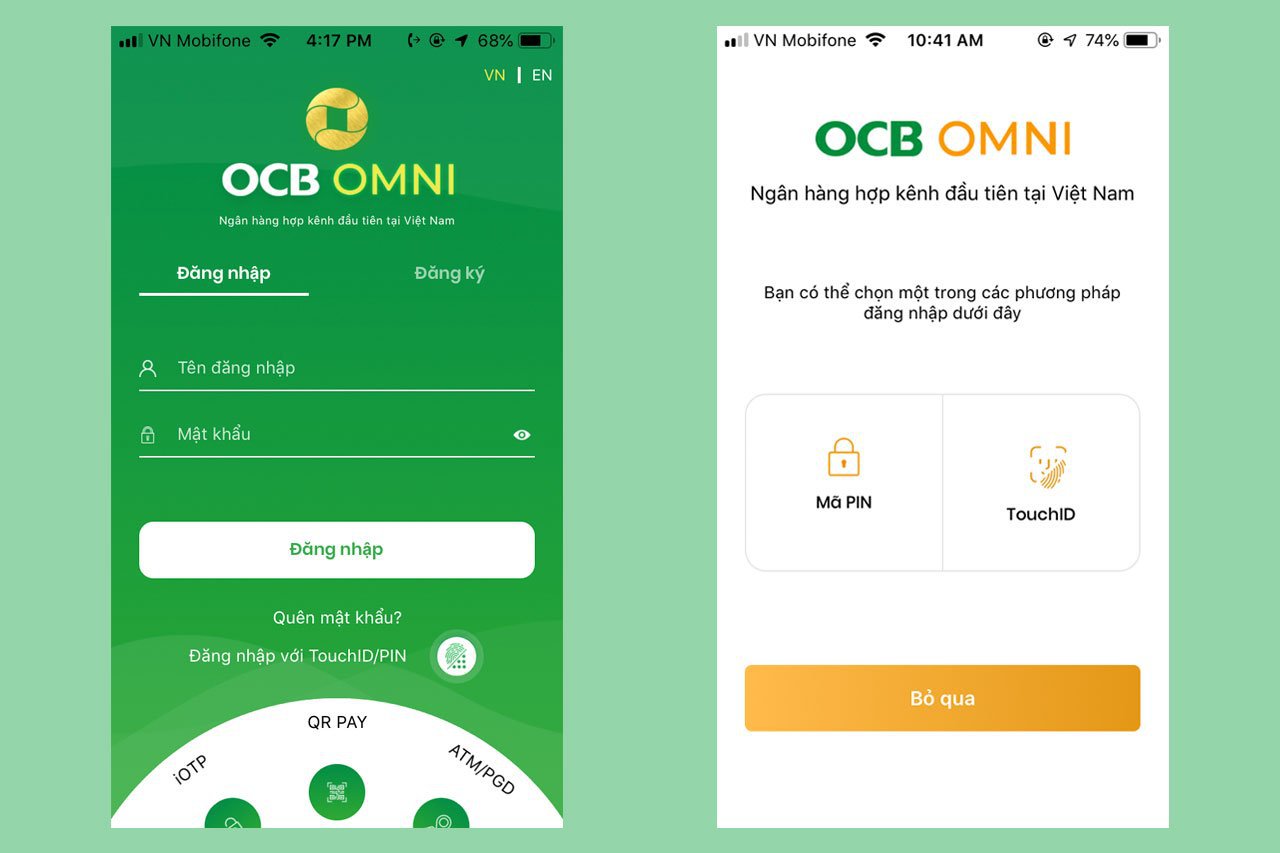 VN Mobifone 4:17 PM 68%
VN | EN
OCB OMNI
Ngân hàng hợp kênh đầu tiên tại Việt Nam
Đăng nhập Đăng ký
Tên đăng nhập
Mật khẩu
Đăng nhập
Quên mật khẩu?
Đăng nhập với TouchID/PIN
QR PAY
iOTP
ATM/PGD
VN Mobifone 10:41 AM 74%
OCB OMNI
Ngân hàng hợp kênh đầu tiên tại Việt Nam
Bạn có thể chọn một trong các phương pháp
đăng nhập dưới đây
Mã PIN
TouchID
Bỏ qua